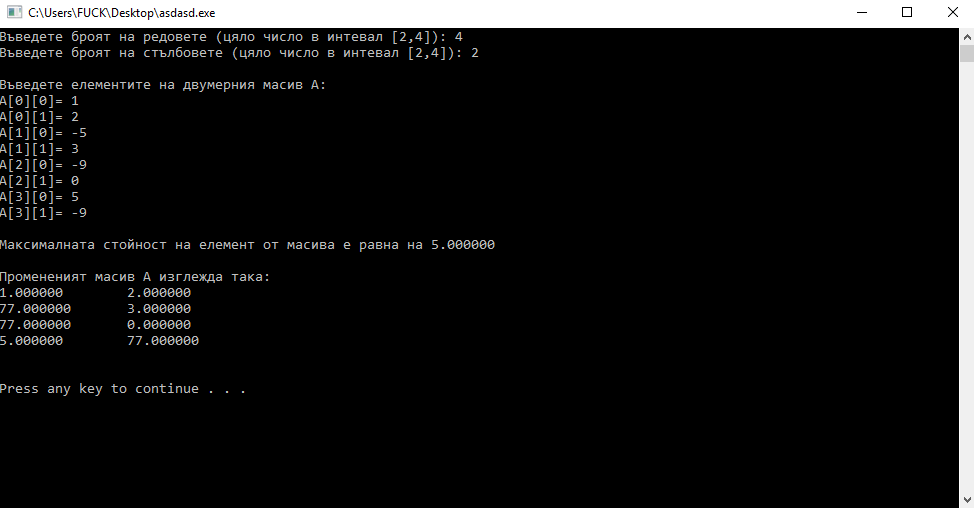 C:\Users\FUCK\Desktop\asdasd.exe
Въведете броят на редовете (цяло число в интевал [2,4]): 4
Въведете броят на стълбовете (цяло число в интевал [2,4]): 2
Въведете елементите на двумерния масив А:
A[0][0]= 1
A[0][1]= 2
A[1][0]= -5
A[1][1]= 3
A[2][0]= -9
A[2][1]= 0
A[3][0]= 5
A[3][1]= -9
Максималната стойност на елемент от масива е равна на 5.000000
Промененият масив А изглежда така:
1.000000 2.000000
77.000000 3.000000
77.000000 0.000000
5.000000 77.000000
Press any key to continue . . .